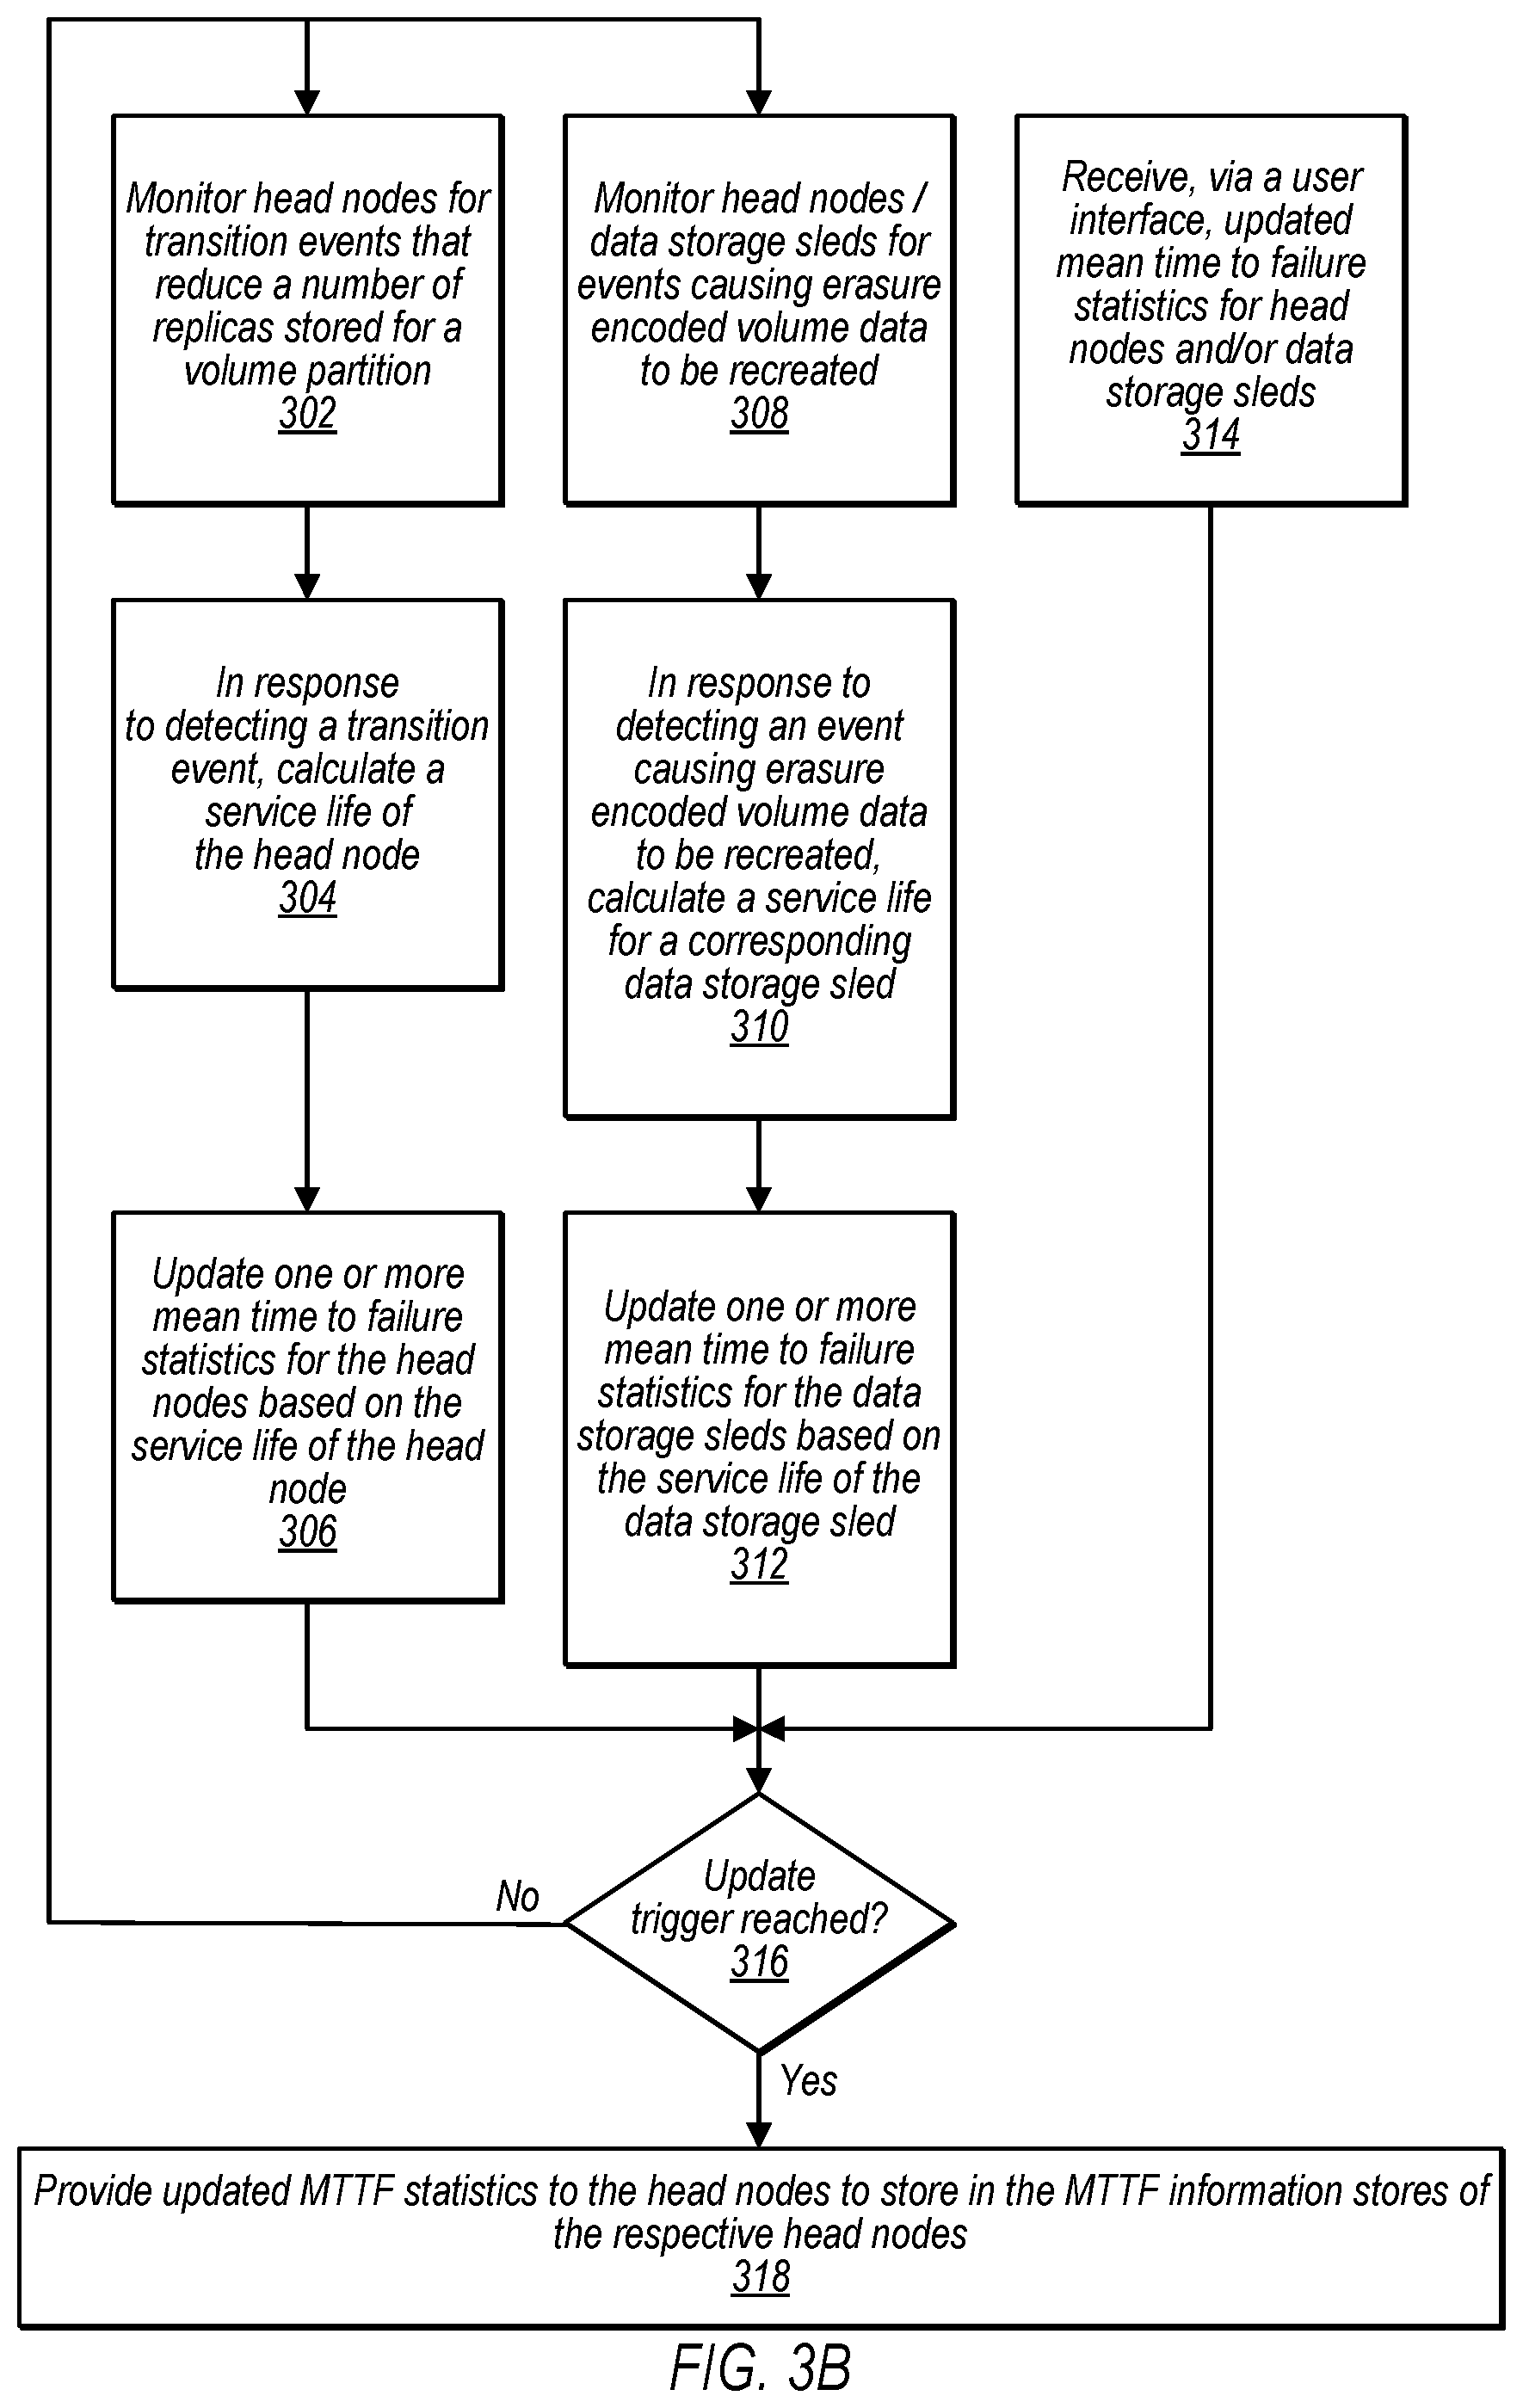 Monitor head nodes for
transition events that
reduce a number of
replicas stored for a
volume partition
302
Monitor head nodes /
data storage sleds for
events causing erasure
encoded volume data
to be recreated
308
Receive, via a user
interface, updated
mean time to failure
statistics for head
nodes and/or data
storage sleds
314
In response
to detecting a transition
event, calculate a
service life of
the head node
304
In response to
detecting an event
causing erasure
encoded volume data
to be recreated,
calculate a service life
for a corresponding
data storage sled
310
Update one or more
mean time to failure
statistics for the head
nodes based on the
service life of the head
node
306
Update one or more
mean time to failure
statistics for the data
storage sleds based on
the service life of the
data storage sled
312
Update
trigger reached?
316
No
Yes
Provide updated MTTF statistics to the head nodes to store in the MTTF information stores of
the respective head nodes
318
FIG. 3B